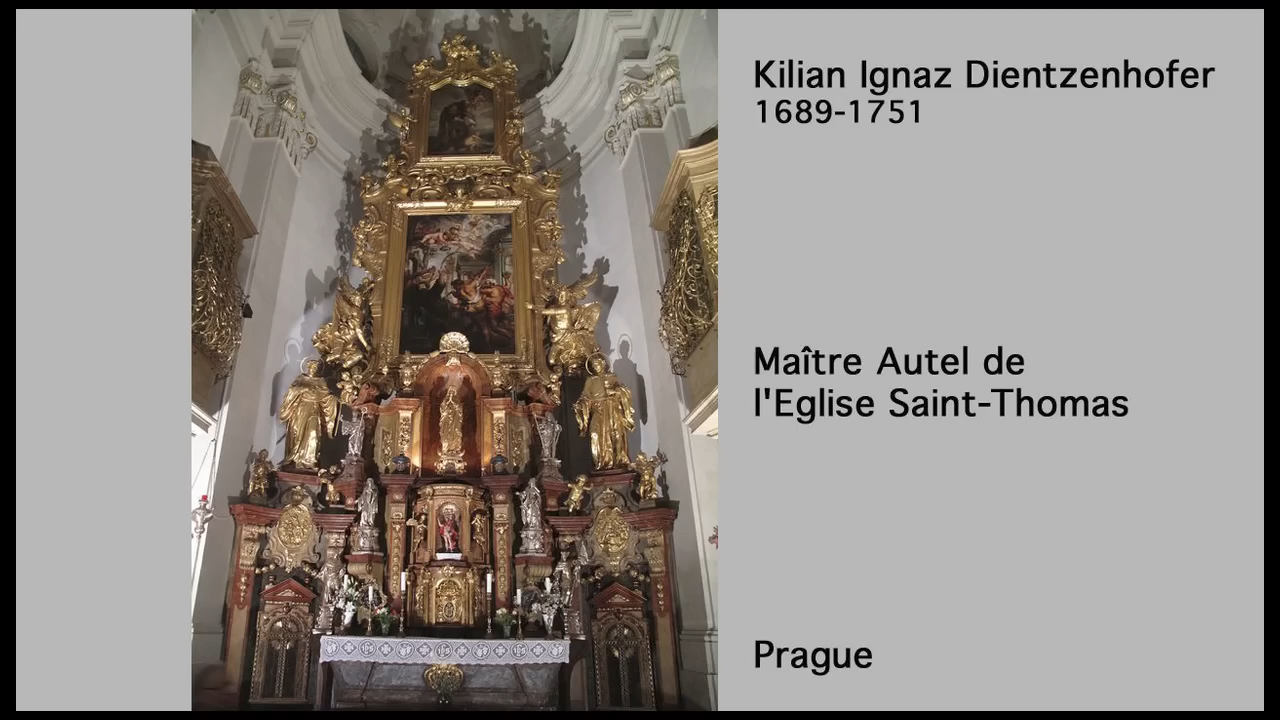 Kilian Ignaz Dientzenhofer
1689-1751
Maître Autel de
l'Eglise Saint-Thomas
Prague